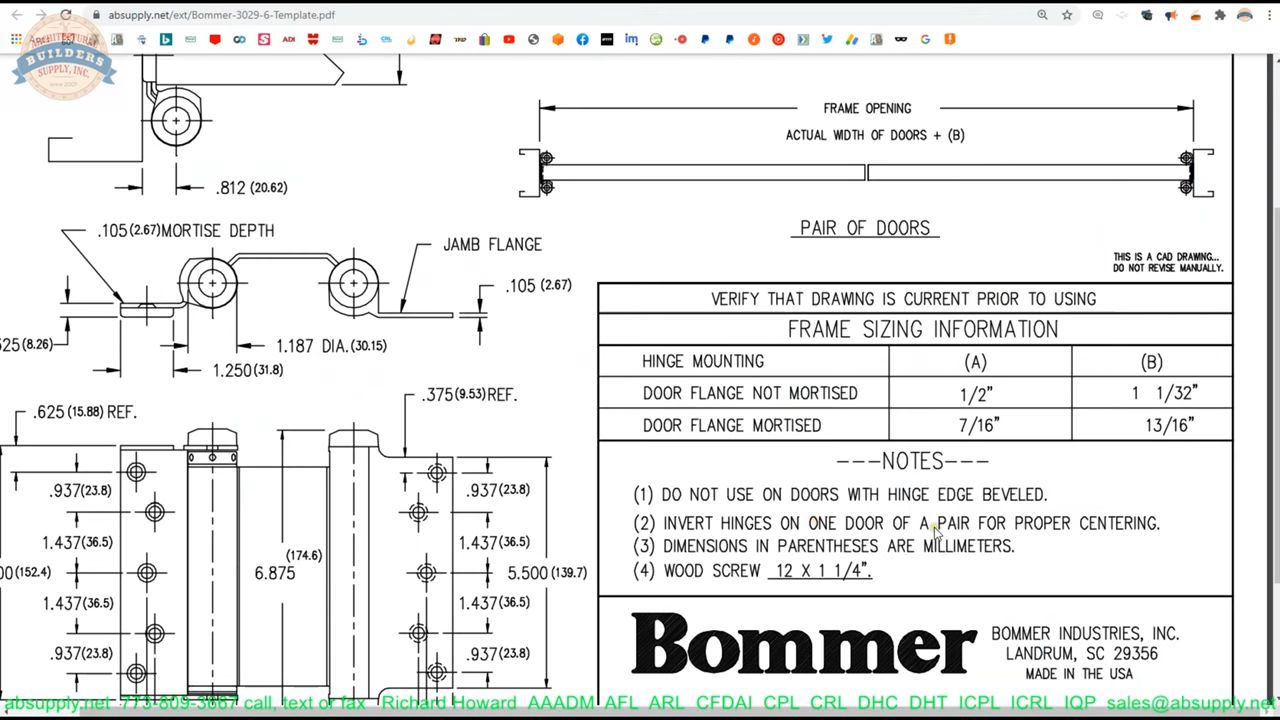 absupply.net/ext/Bommer-3029-6-Template.pdf
ARCHITECTURAL
BUILDERS
SUPPLY, INC.
FRAME OPENING
ACTUAL WIDTH OF DOORS + (B)
.812 (20.62)
PAIR OF DOORS
.105 (2.67) MORTISE DEPTH
JAMB FLANGE
THIS IS A CAD DRAWING...
DO NOT REVISE MANUALLY.
.105 (2.67)
25 (8.26)
1.187 DIA. (30.15)
1.250 (31.8)
VERIFY THAT DRAWING IS CURRENT PRIOR TO USING
FRAME SIZING INFORMATION
HINGE MOUNTING (A) (B)
DOOR FLANGE NOT MORTISED 1/2" 1 1/32"
DOOR FLANGE MORTISED 7/16" 13/16"
.625 (15.88) REF.
.375 (9.53) REF.
---NOTES---
(1) DO NOT USE ON DOORS WITH HINGE EDGE BEVELED.
(2) INVERT HINGES ON ONE DOOR OF A PAIR FOR PROPER CENTERING.
(3) DIMENSIONS IN PARENTHESES ARE MILLIMETERS.
(4) WOOD SCREW 12 X 1 1/4".
.937 (23.8) .937 (23.8)
1.437 (36.5) (174.6) 1.437 (36.5)
00 (152.4) 6.875 5.500 (139.7)
1.437 (36.5) 1.437 (36.5)
.937 (23.8) .937 (23.8)
Bommer
BOMMER INDUSTRIES, INC.
LANDRUM, SC 29356
MADE IN THE USA
absupply.net 773-809-3667 call, text or fax Richard Howard AAADM AFL ARL CFDAI CPL CRL DHC DHT ICPL ICRL IQP sales@absupply.net